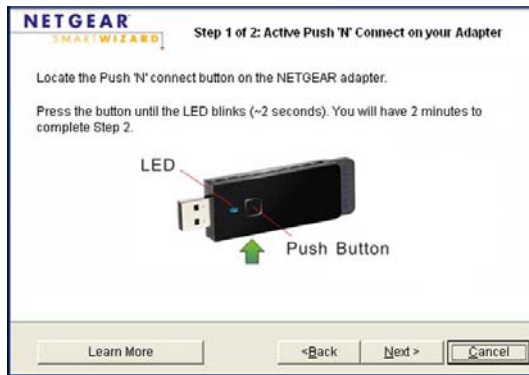 NETGEAR
SMARTWIZARD
Step 1 of 2: Active Push 'N' Connect on your Adapter
Locate the Push 'N' connect button on the NETGEAR adapter.
Press the button until the LED blinks (~2 seconds). You will have 2 minutes to
complete Step 2.
LED
Push Button
Learn More
<Back
Next >
Cancel